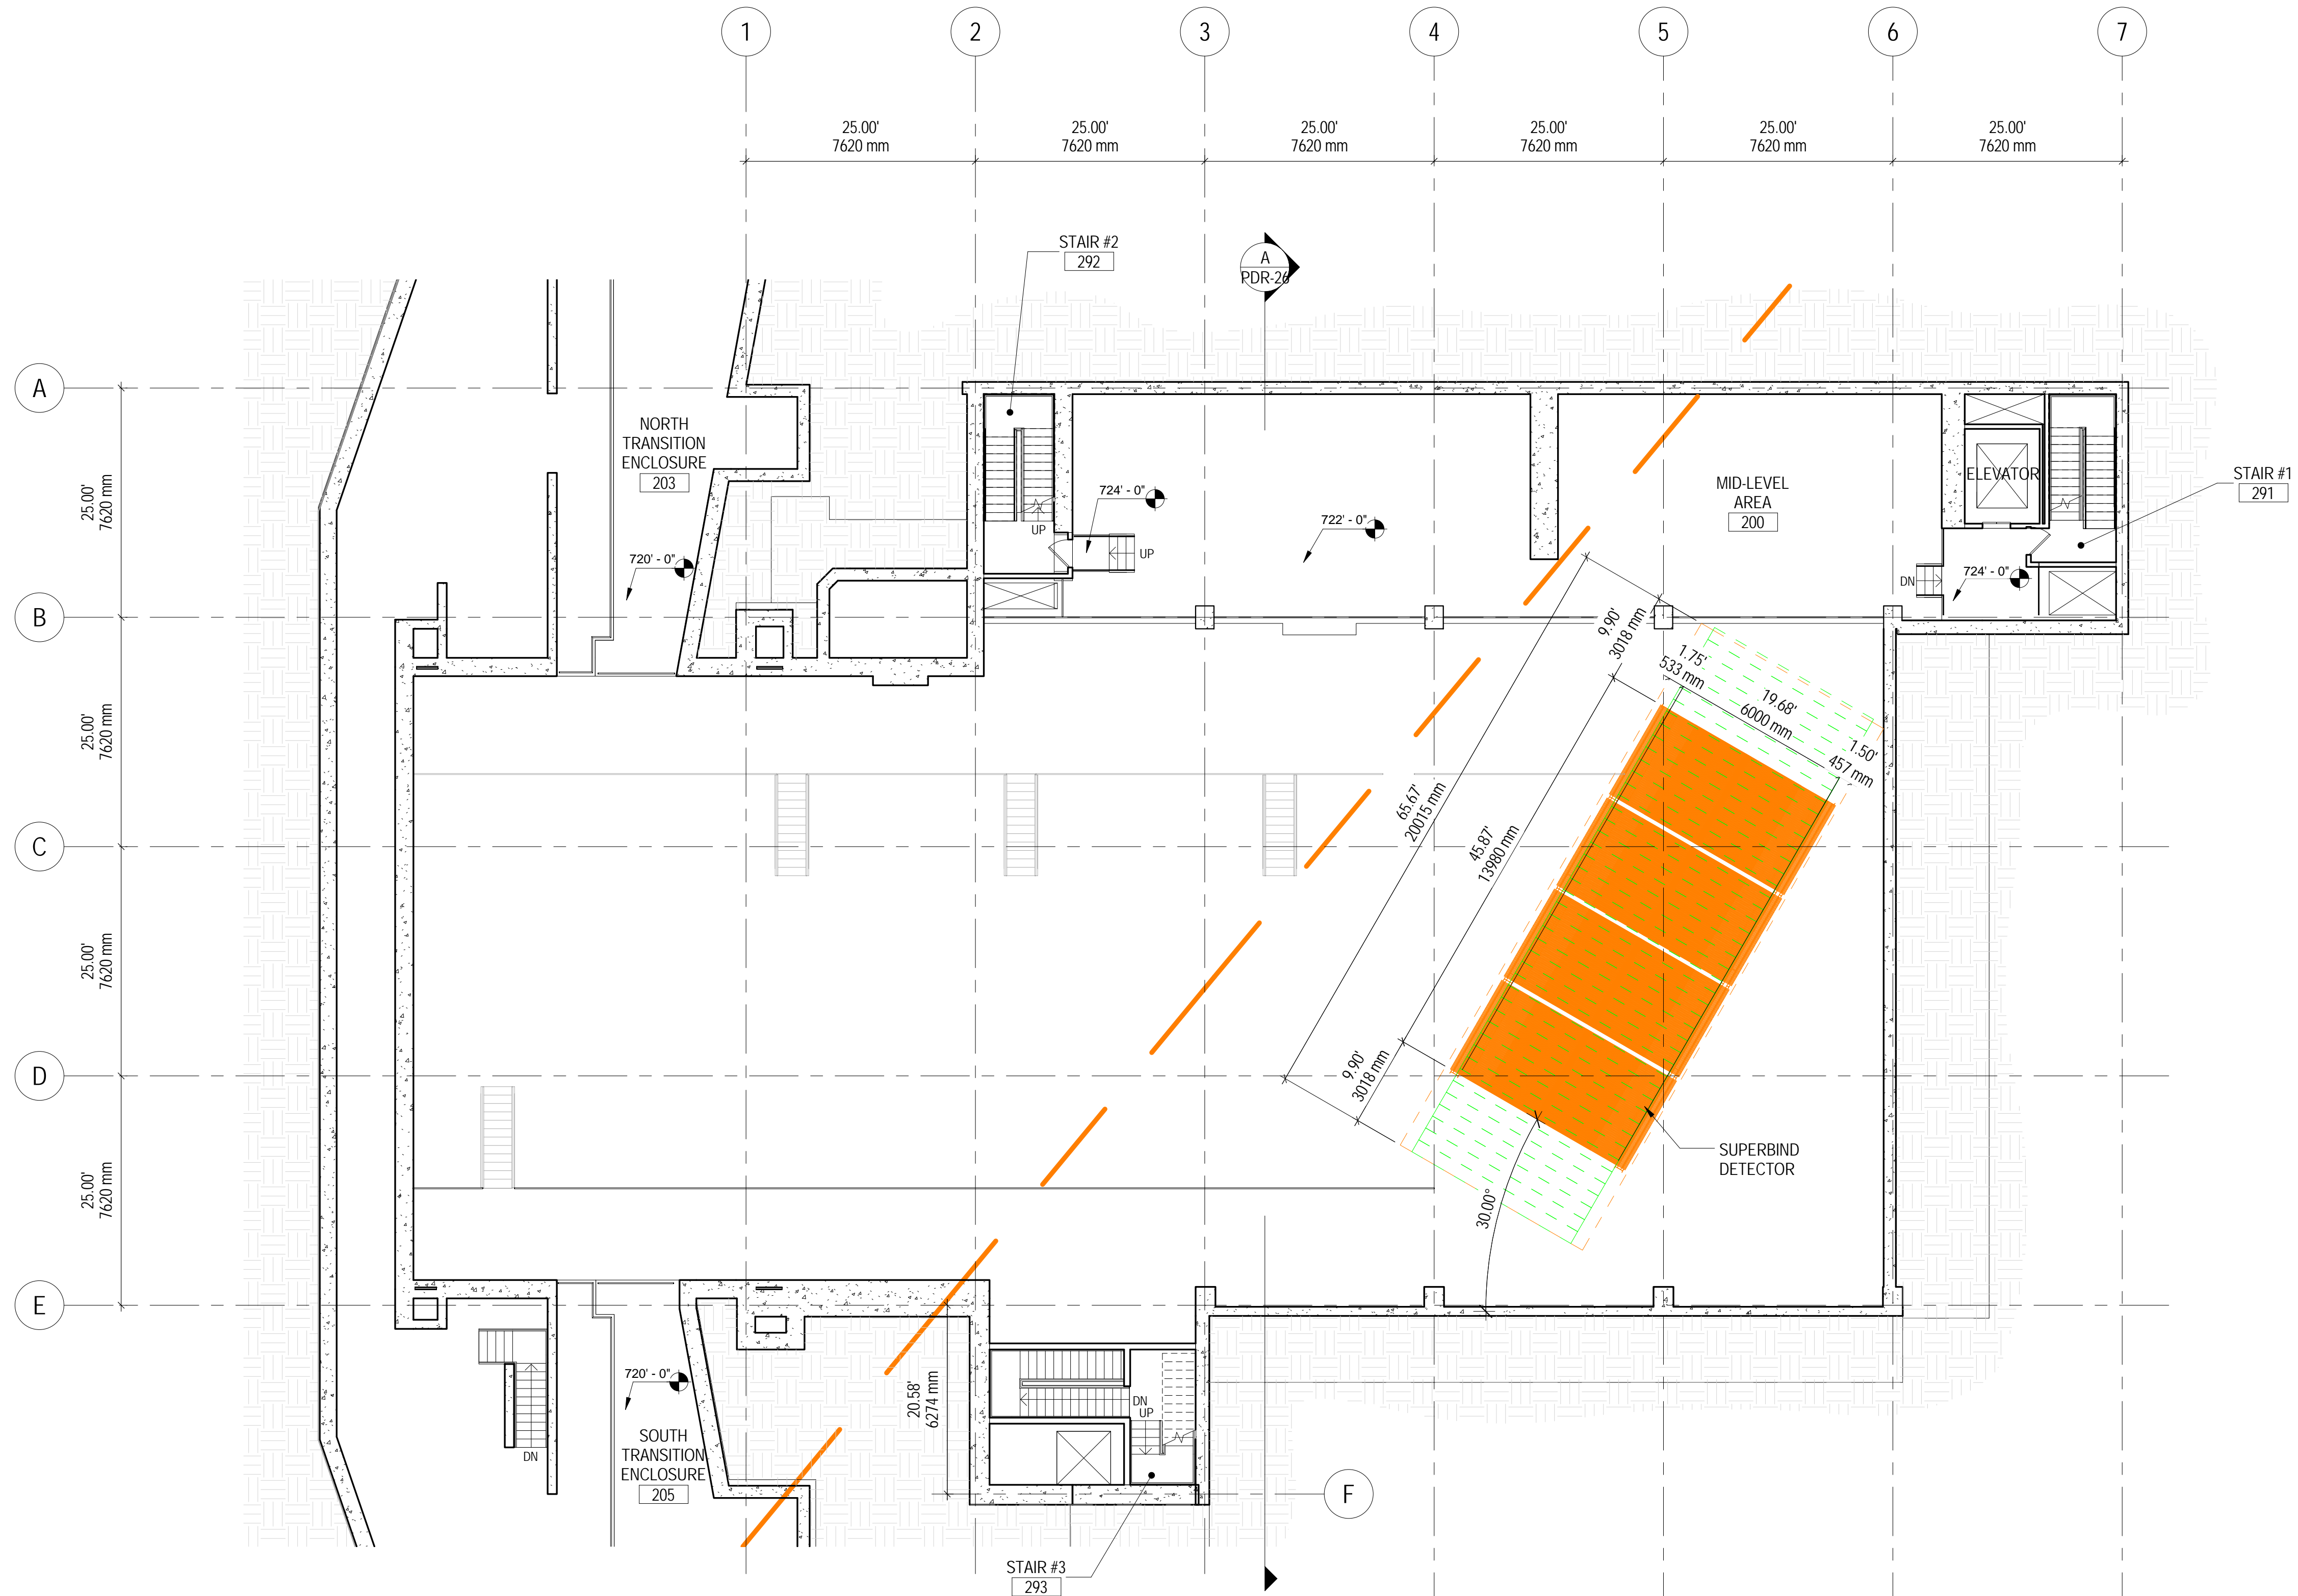 1
2
3
4
5
6
7
25.00'
7620 mm
25.00'
7620 mm
25.00'
7620 mm
25.00'
7620 mm
25.00'
7620 mm
25.00'
7620 mm
STAIR #2
292
A
PDR-26
A
NORTH
TRANSITION
ENCLOSURE
203
25.00'
7620 mm
724' - 0"
722' - 0"
MID-LEVEL
AREA
200
ELEVATOR
STAIR #1
291
UP
UP
720' - 0"
DN
724' - 0"
B
9.90'
3018 mm
1.75'
533 mm
19.68'
6000 mm
1.50'
457 mm
25.00'
7620 mm
65.67'
20015 mm
45.87'
13980 mm
C
25.00'
7620 mm
D
9.90'
3018 mm
SUPERBIND
DETECTOR
30.00°
25.00'
7620 mm
E
720' - 0"
20.58'
6274 mm
DN
UP
SOUTH
TRANSITION
ENCLOSURE
205
DN
F
STAIR #3
293